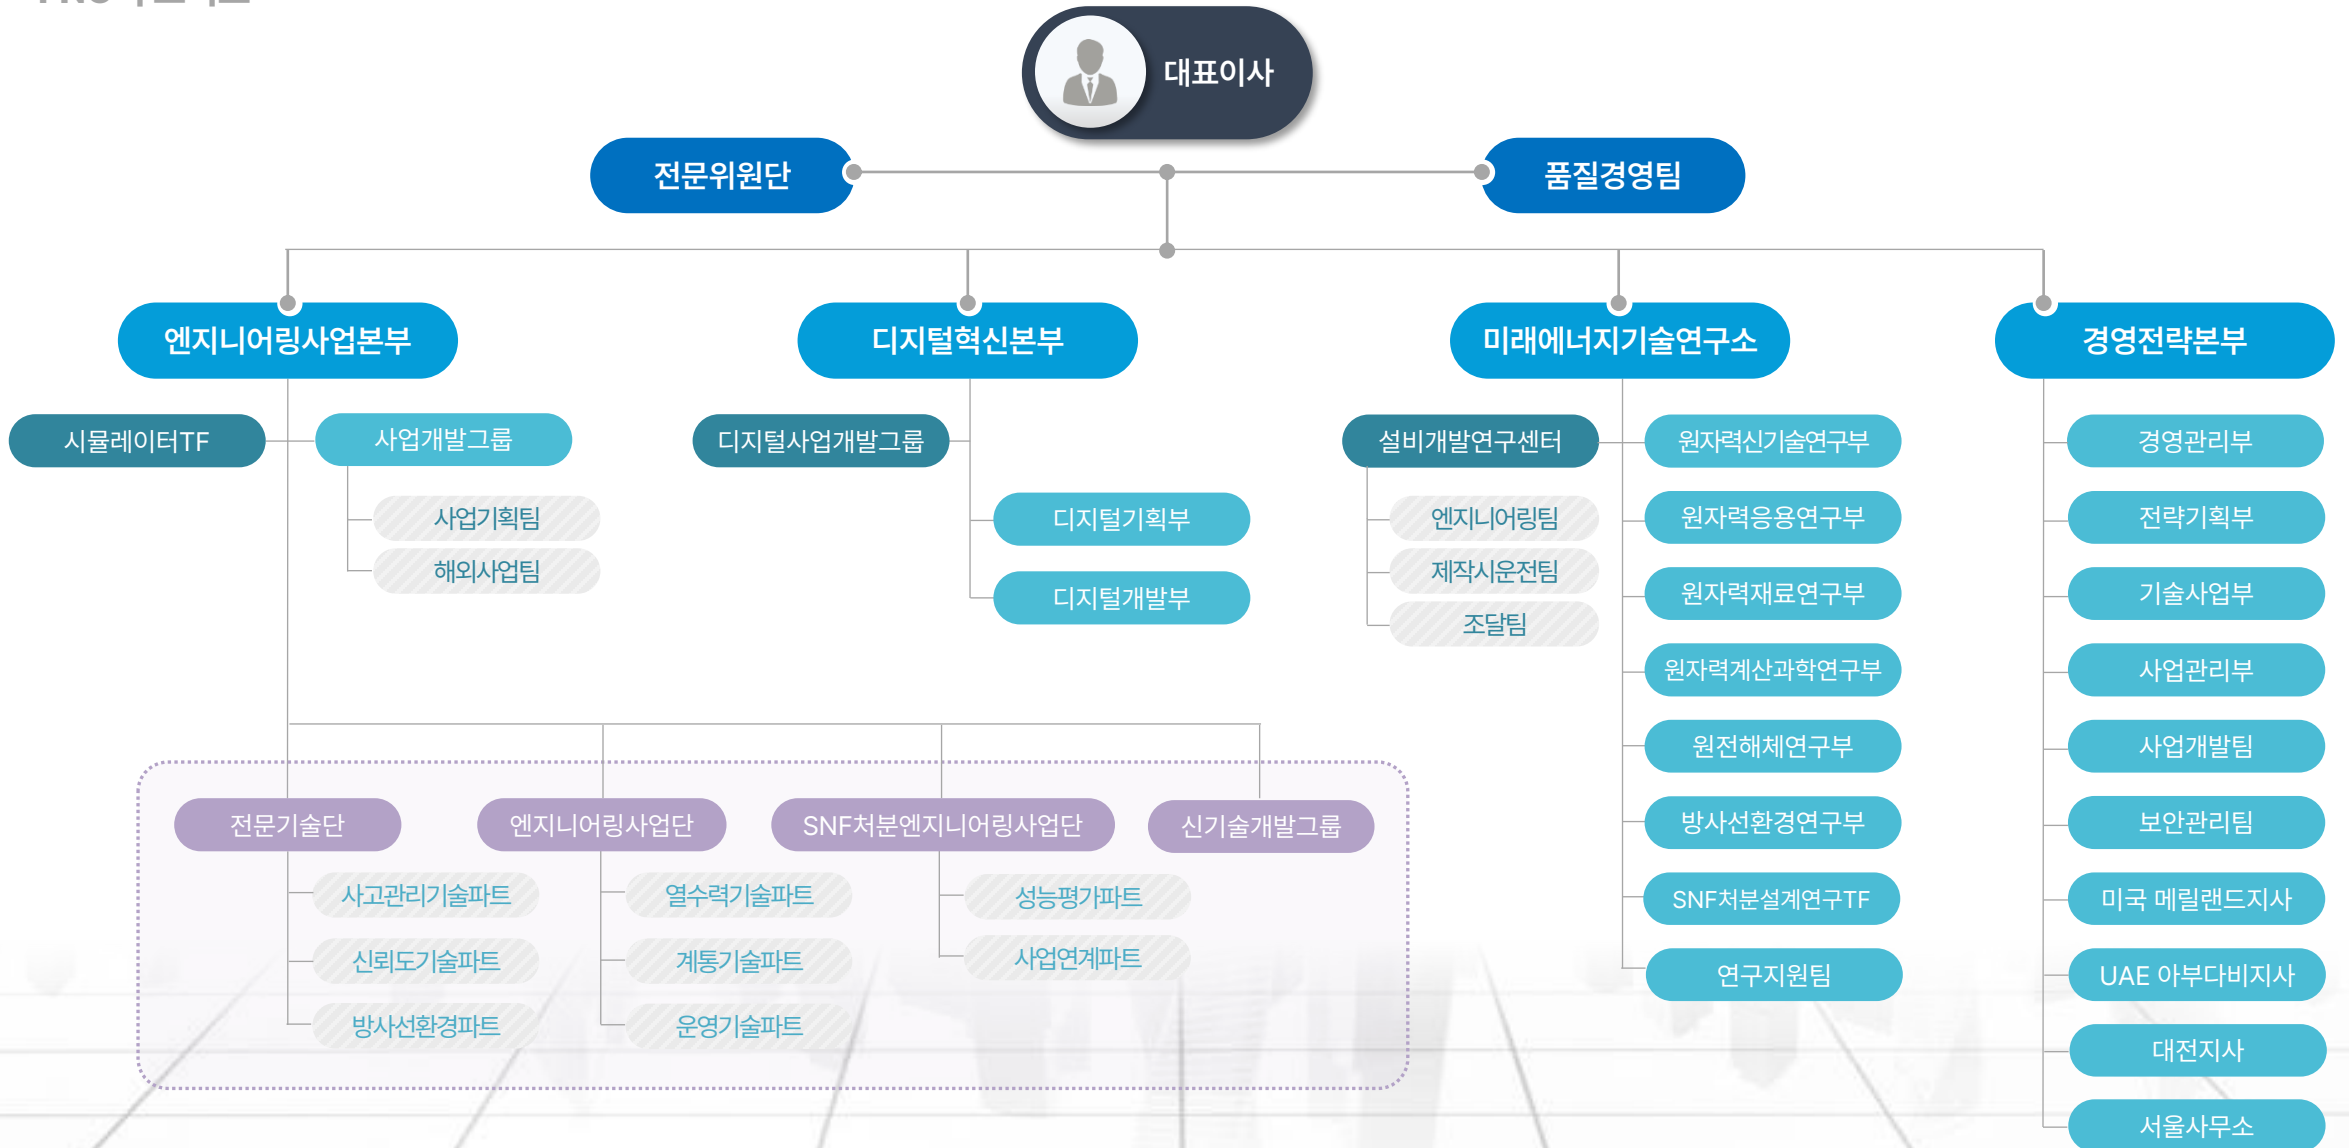 대표이사
전문위원단
품질경영팀
엔지니어링사업본부
디지털혁신본부
미래에너지기술연구소
경영전략본부
시뮬레이터TF
사업개발그룹
사업기획팀
해외사업팀
디지털사업개발그룹
디지털기획부
디지털개발부
설비개발연구센터
엔지니어링팀
제작시운전팀
조달팀
원자력신기술연구부
원자력응용연구부
원자력재료연구부
원자력계산과학연구부
원전해체연구부
방사선환경연구부
SNF처분설계연구TF
연구지원팀
경영관리부
전략기획부
기술사업부
사업관리부
사업개발팀
보안관리팀
미국 메릴랜드지사
UAE 아부다비지사
대전지사
서울사무소
전문기술단
사고관리기술파트
신뢰도기술파트
방사선환경파트
엔지니어링사업단
열수력기술파트
계통기술파트
운영기술파트
SNF처분엔지니어링사업단
성능평가파트
사업연계파트
신기술개발그룹